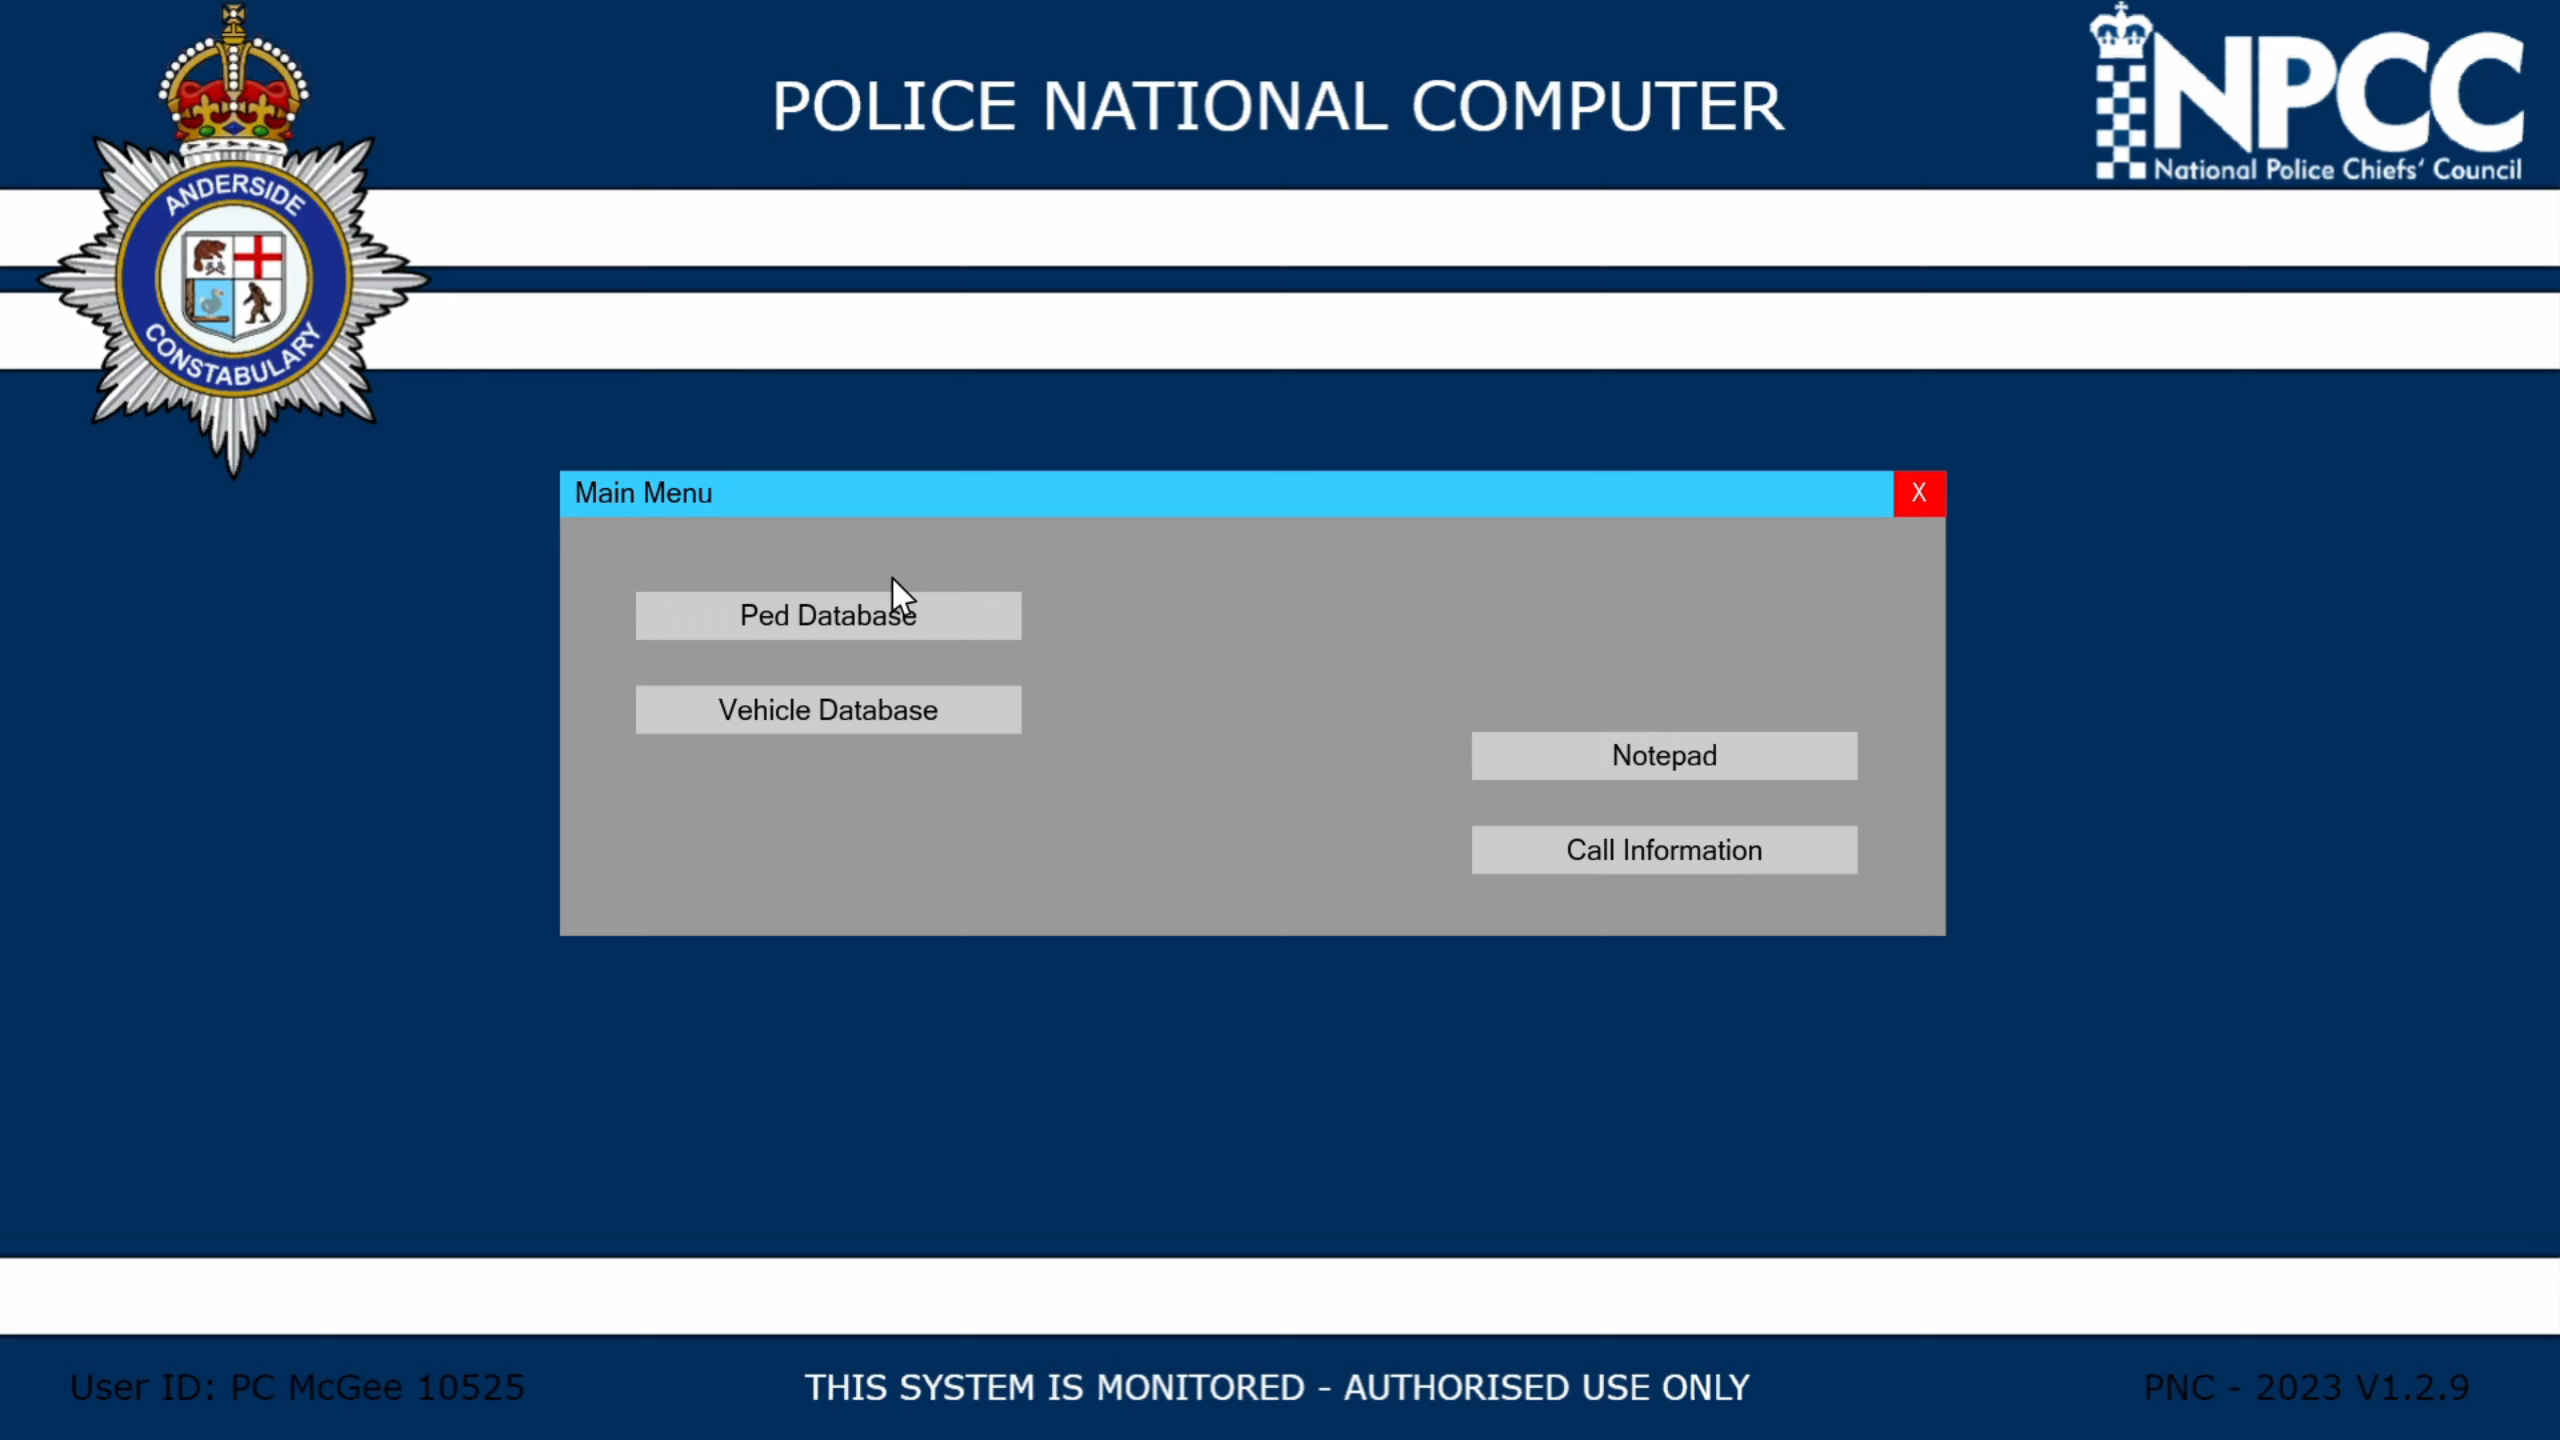 POLICE NATIONAL COMPUTER
NPCC
National Police Chiefs' Council
ANDERSIDE
CONSTABULARY
Main Menu
X
Ped Database
Vehicle Database
Notepad
Call Information
User ID: PC McGee 10525
THIS SYSTEM IS MONITORED - AUTHORISED USE ONLY
PNC - 2023 V1.2.9